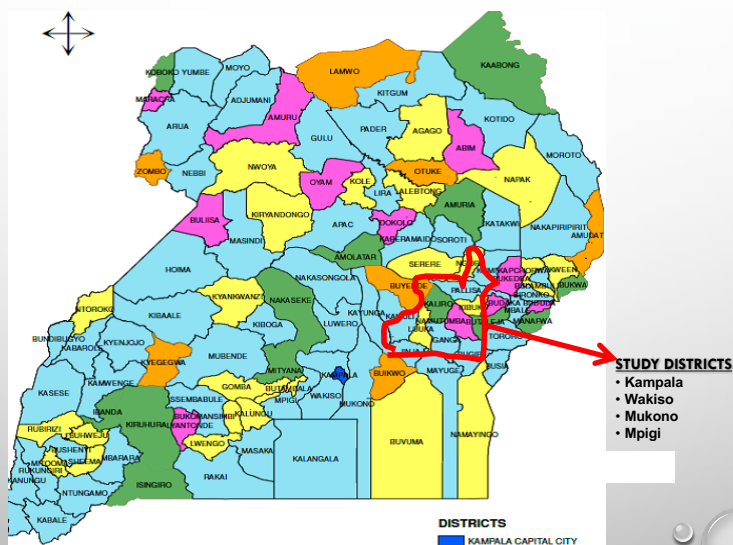 KAABONG
LAMWO
MOYO
KOBOKO YUMBE
KITGUM
ADJUMANI
MARACHA
KOTIDO
AMURU
ARUA
PADER
AGAGO
GULU
ABIM
MOROTO
ZOMBO
NEBBI
NWOYA
OTUKE
KOLE
NAPAK
OYAM
LIRA
ALEBTONG
AMURIA
BULIISA
KIRYANDONGO
DOKOLO
KATAKWI
NAKAPIRIPIRIT
APAC
MASINDI
SOROTI
AMUDAT
AMOLATAR
SERERE
HOIMA
NAKASONGOLA
BUYENDE
PALLISA
KYANKWANZI
NAKASEKE
KALIRO
NTOROKO
KIBAALE
KAYUNGA
LUWERO
KIBOGA
BUNDIBUGYO
KABAROLE
KYENJOJO
LUUKA
MANAFWA
TORORO
MUBENDE
KYEGEGWA
MITYANA
MAYUGE
BUSIA
KAMPALA
KAMWENGE
GOMBA
BUIKWO
KASESE
WAKISO
MPIGI
SSEMBABULE
MUKONO
IBANDA
KALUNGU
KIRUHURA
RUBIRIZI
LWENGO
BUVUMA
NAMAYINGO
MASAKA
MBARARA
KALANGALA
RUKUNGIRI
RAKAI
ISINGIRO
NTUNGAMO
KABALE
STUDY DISTRICTS
• Kampala
• Wakiso
• Mukono
• Mpigi
DISTRICTS
KAMPALA CAPITAL CITY